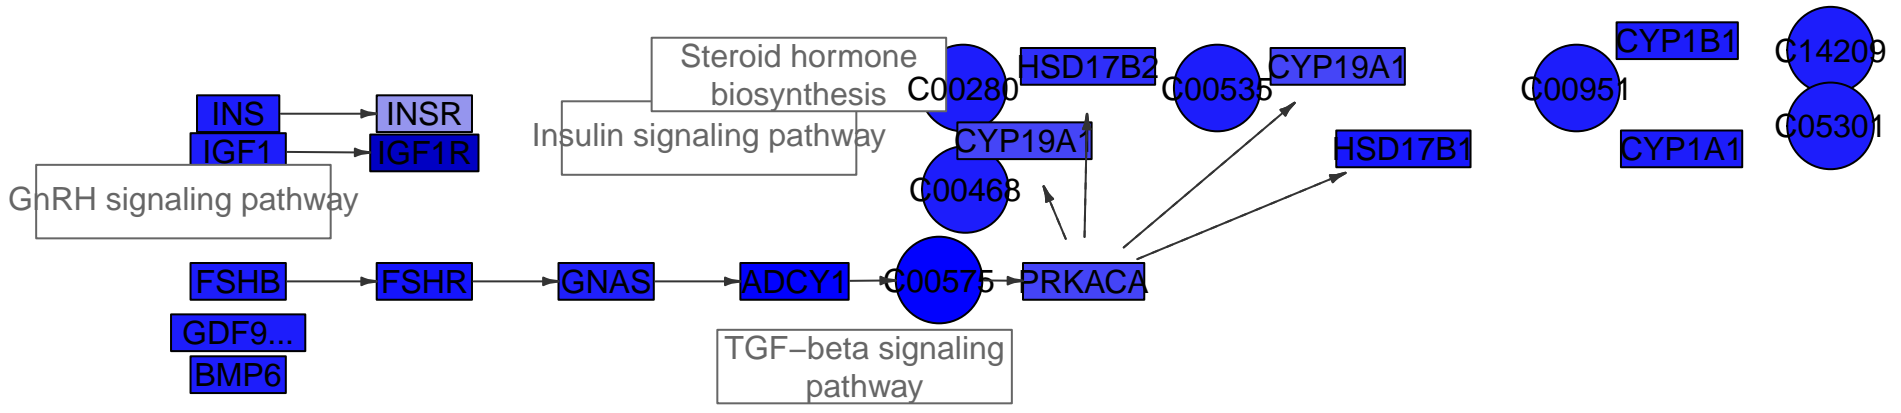 CYP1B1
C14209
Steroid hormone
biosynthesis
C00280
HSD17B2
C00535
CYP19A1
C00951
INS
INSR
Insulin signaling pathway
CYP19A1
C05301
IGF1
IGF1R
HSD17B1
CYP1A1
GnRH signaling pathway
C00468
FSHB
FSHR
GNAS
ADCY1
C00575
PRKACA
GDF9...
TGF−beta signaling
pathway
BMP6